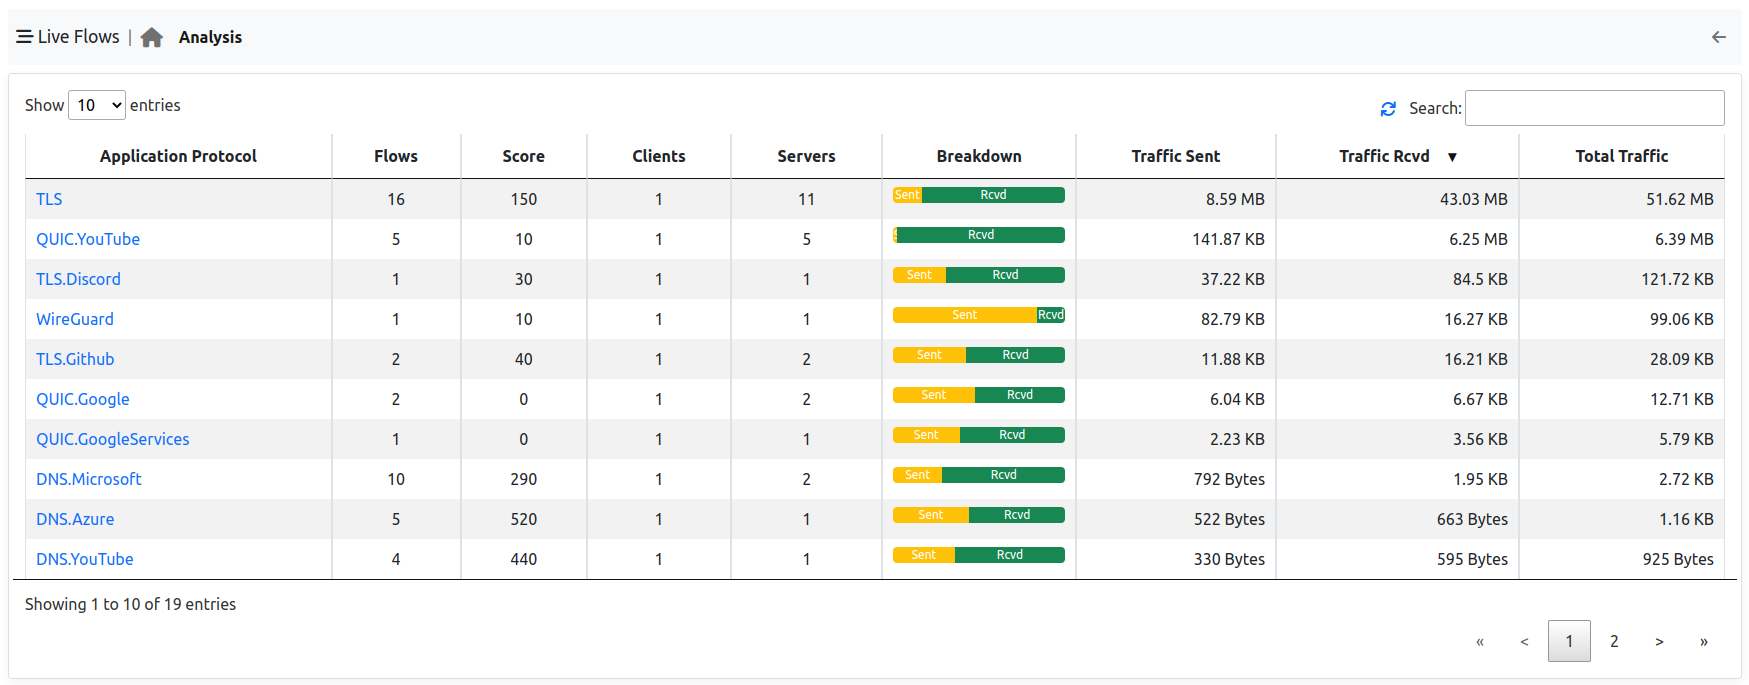 Live Flows | Analysis
Show 10 entries Search:
Application Protocol Flows Score Clients Servers Breakdown Traffic Sent Traffic Rcvd ▼ Total Traffic
TLS 16 150 1 11 Sent Rcvd 8.59 MB 43.03 MB 51.62 MB
QUIC.YouTube 5 10 1 5 Rcvd 141.87 KB 6.25 MB 6.39 MB
TLS.Discord 1 30 1 1 Sent Rcvd 37.22 KB 84.5 KB 121.72 KB
WireGuard 1 10 1 1 Sent Rcvd 82.79 KB 16.27 KB 99.06 KB
TLS.Github 2 40 1 2 Sent Rcvd 11.88 KB 16.21 KB 28.09 KB
QUIC.Google 2 0 1 2 Sent Rcvd 6.04 KB 6.67 KB 12.71 KB
QUIC.GoogleServices 1 0 1 1 Sent Rcvd 2.23 KB 3.56 KB 5.79 KB
DNS.Microsoft 10 290 1 2 Sent Rcvd 792 Bytes 1.95 KB 2.72 KB
DNS.Azure 5 520 1 1 Sent Rcvd 522 Bytes 663 Bytes 1.16 KB
DNS.YouTube 4 440 1 1 Sent Rcvd 330 Bytes 595 Bytes 925 Bytes
Showing 1 to 10 of 19 entries
« < 1 2 > »